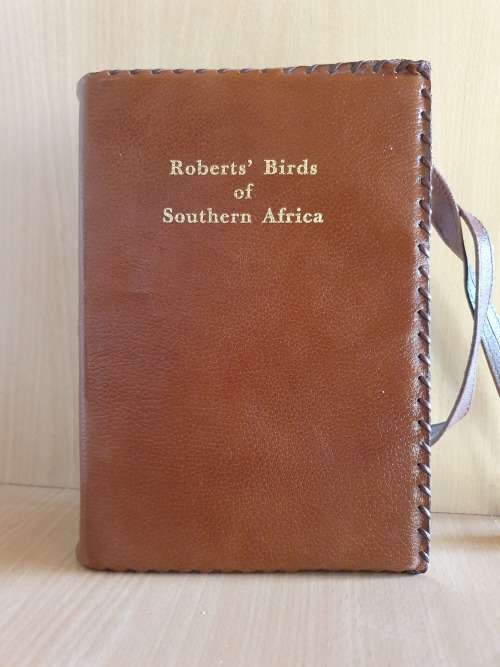 Roberts' Birds
of
Southern Africa